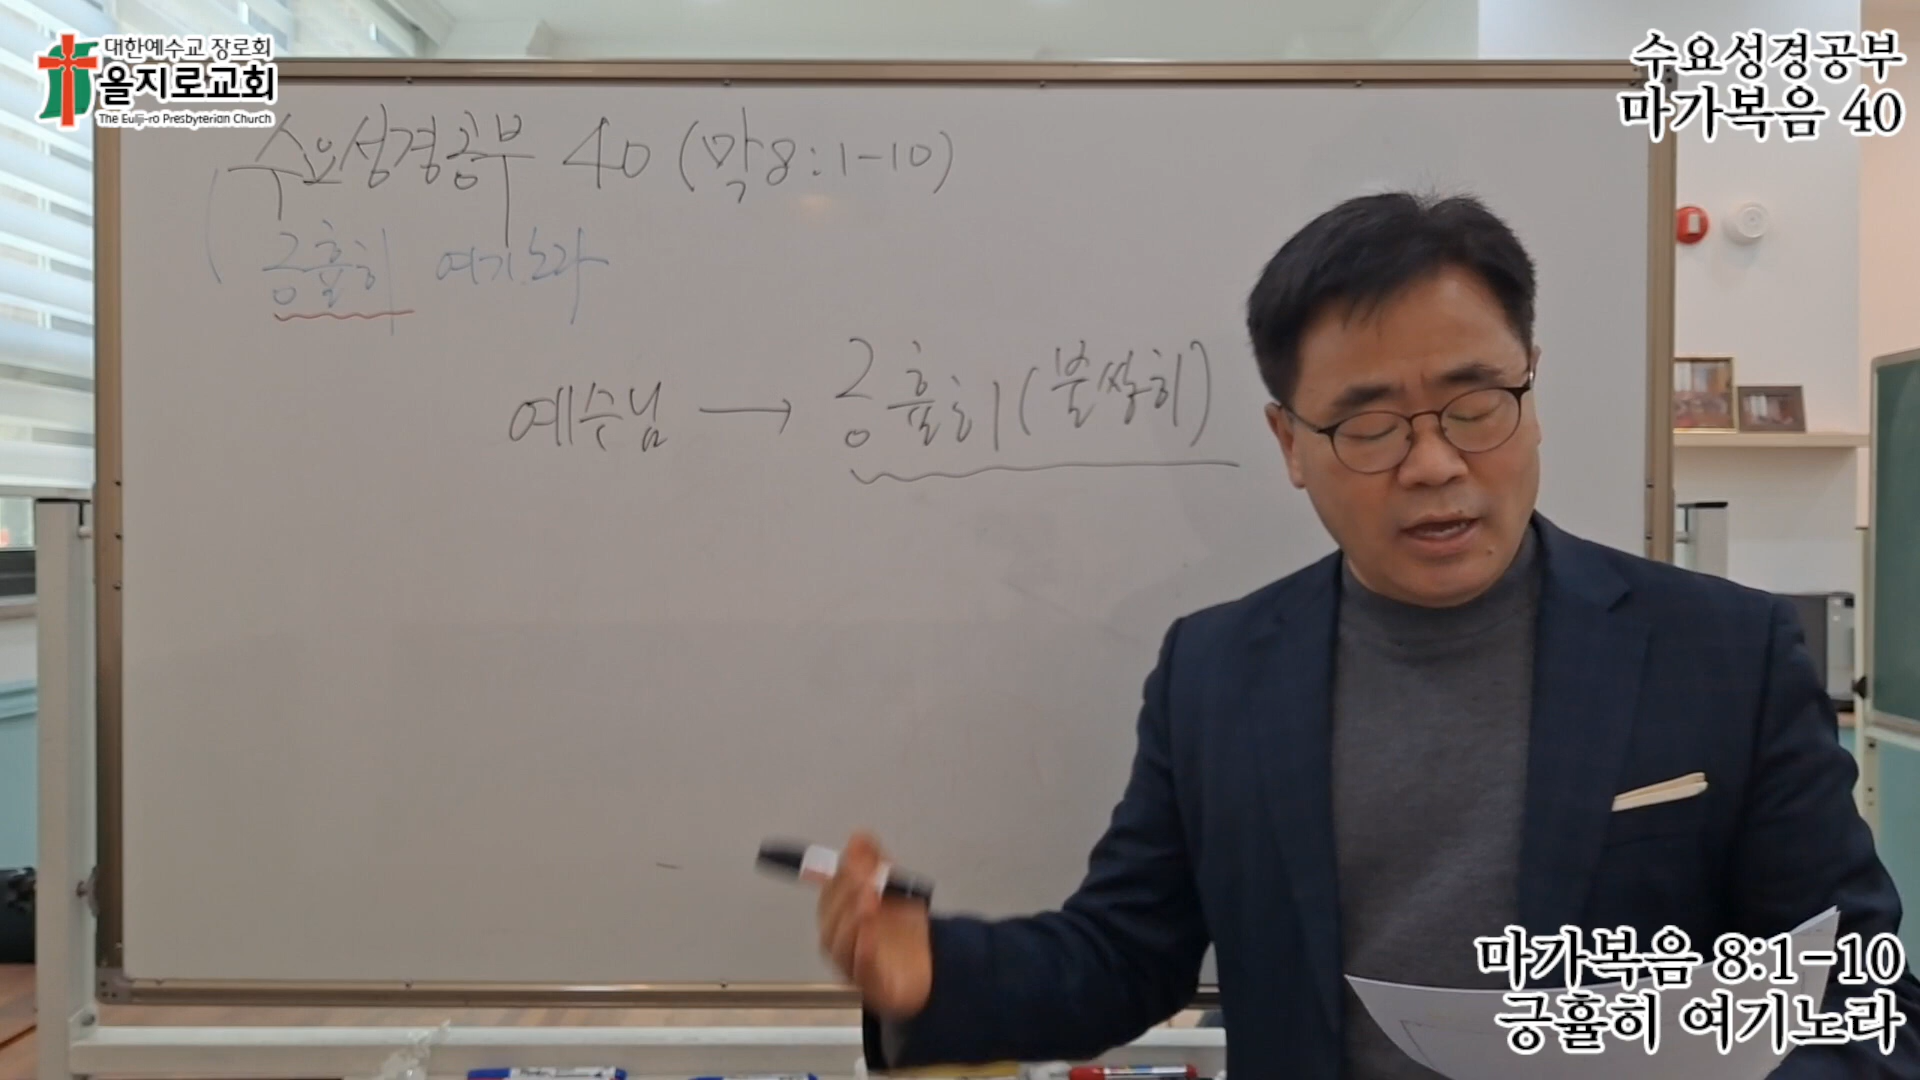 대한예수교 장로회
을지로교회
The Eulji-ro Presbyterian Church
수요성경공부
마가복음 40
수요성경공부 40 (막8:1-10)
긍휼히 여기노라
예수님 → 긍휼히(불쌍히)
마가복음 8:1-10
긍휼히 여기노라